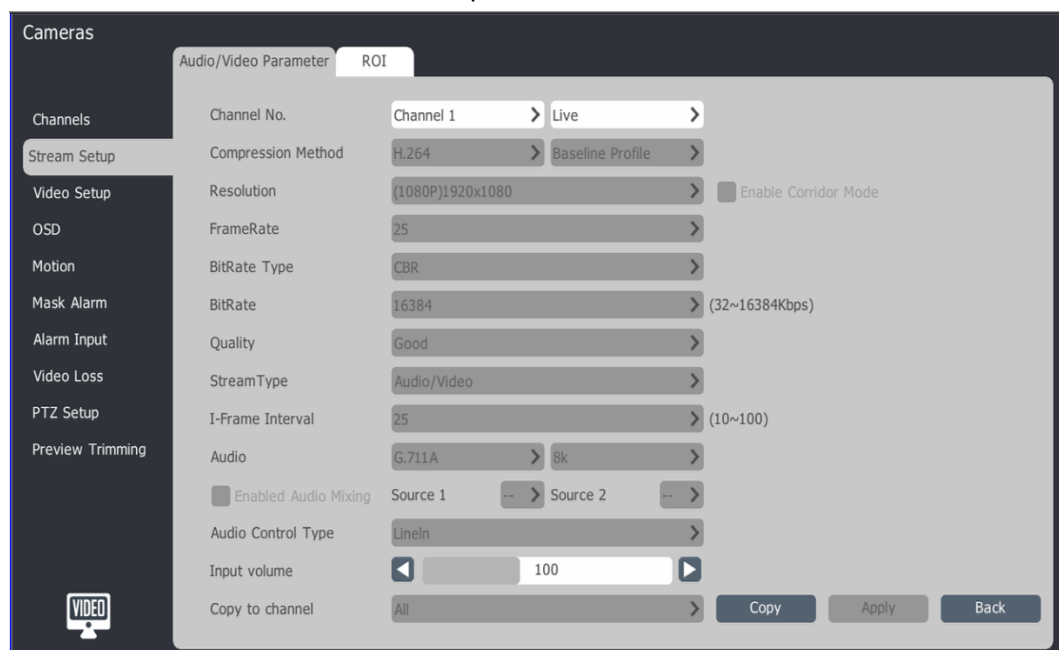 Cameras
Audio/Video Parameter ROI
Channels
Stream Setup
Video Setup
OSD
Motion
Mask Alarm
Alarm Input
Video Loss
PTZ Setup
Preview Trimming
VIDEO
Channel No. Channel 1 Live
Compression Method H.264 Baseline Profile
Resolution (1080P)1920x1080 Enable Corridor Mode
FrameRate 25
BitRate Type CBR
BitRate 16384 (32~16384Kbps)
Quality Good
StreamType Audio/Video
I-Frame Interval 25 (10~100)
Audio G.711A 8k
Enabled Audio Mixing Source 1 -- Source 2 --
Audio Control Type LineIn
Input volume 100
Copy to channel All Copy Apply Back